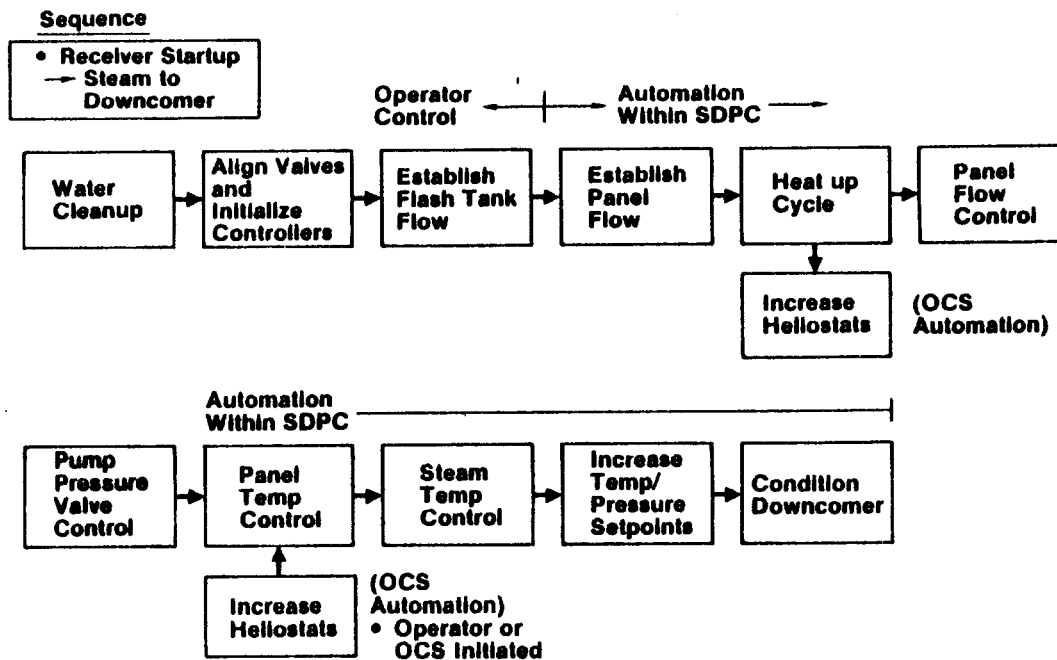 Sequence
• Receiver Startup
→ Steam to
Downcomer
Operator
Control
Automation
Within SDPC
Water
Cleanup
Align Valves
and
Initialize
Controllers
Establish
Flash Tank
Flow
Establish
Panel
Flow
Heat up
Cycle
Panel
Flow
Control
Increase
Heliostats
(OCS
Automation)
Automation
Within SDPC
Pump
Pressure
Valve
Control
Panel
Temp
Control
Steam
Temp
Control
Increase
Temp/
Pressure
Setpoints
Condition
Downcomer
Increase
Heliostats
(OCS
Automation)
• Operator or
OCS Initiated